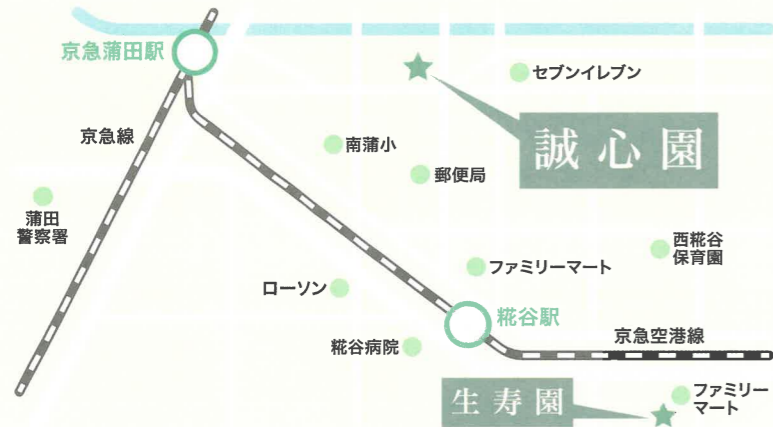 京急蒲田駅
セブンイレブン
誠心園
京急線
南蒲小
郵便局
蒲田
警察署
西糀谷
保育園
ファミリーマート
ローソン
糀谷駅
京急空港線
糀谷病院
生寿園
ファミリー
マート